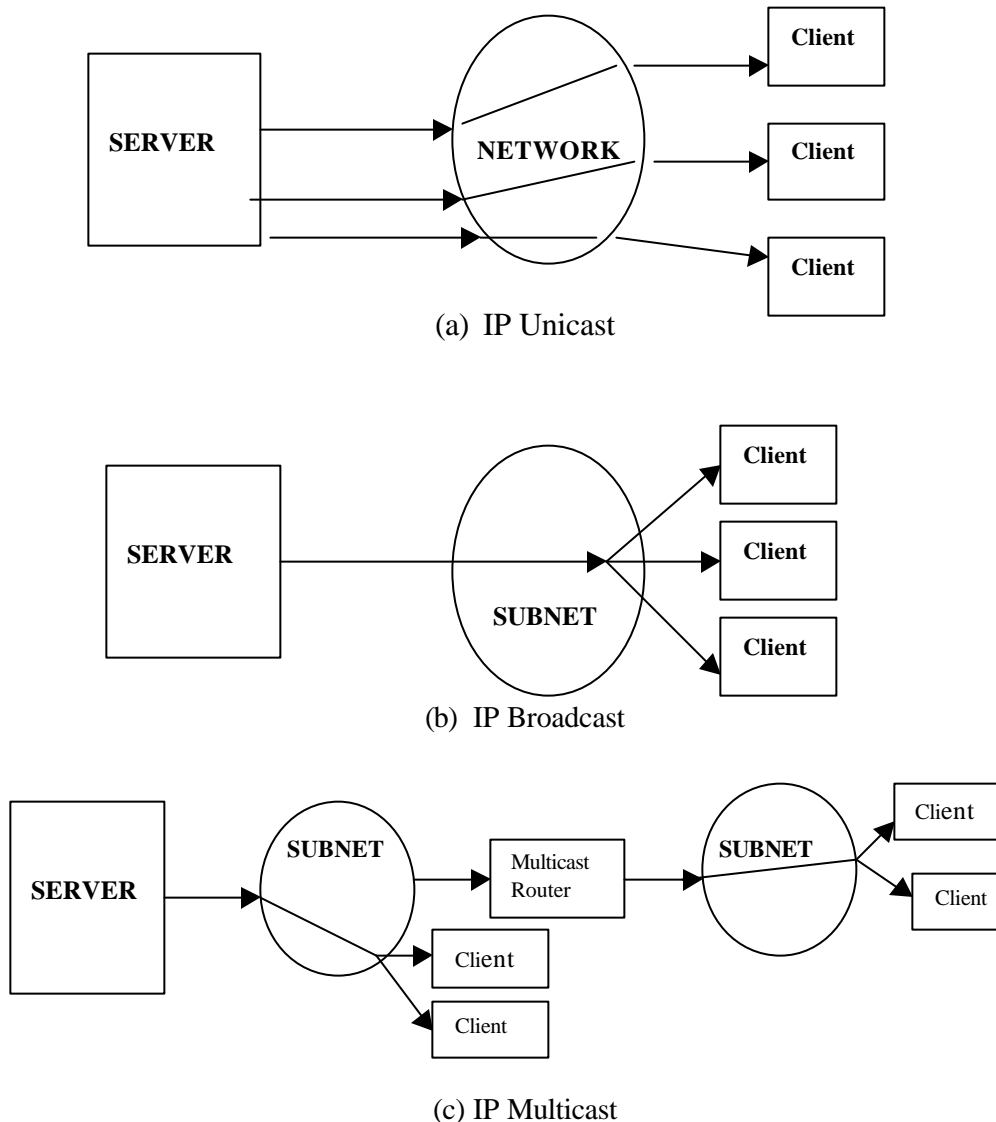 Client
SERVER
NETWORK
Client
Client
(a) IP Unicast
Client
SERVER
Client
SUBNET
Client
(b) IP Broadcast
Client
SUBNET
SUBNET
SERVER
Multicast
Router
Client
Client
Client
(c) IP Multicast